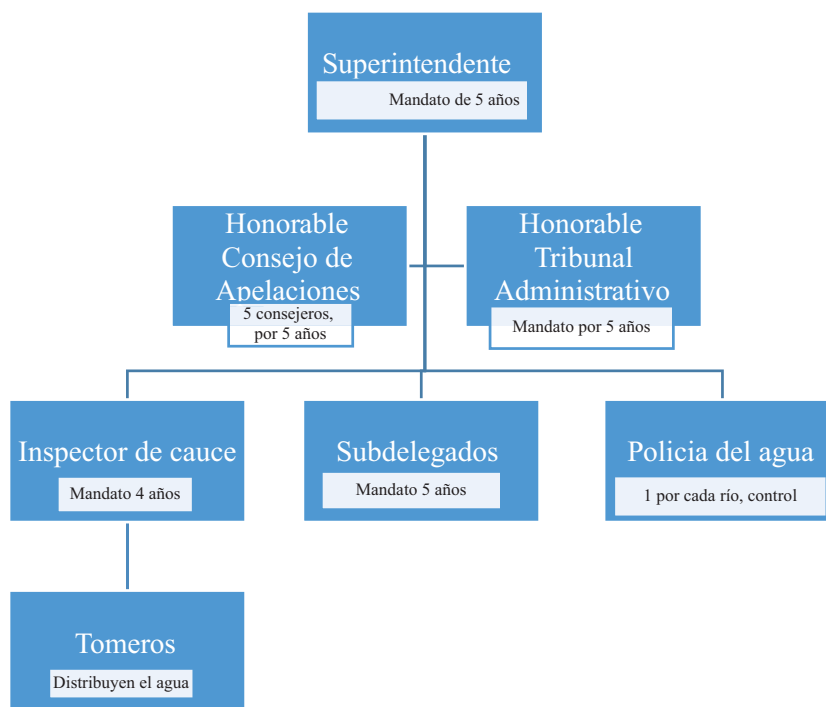 Superintendente
Mandato de 5 años
Honorable
Consejo de
Apelaciones
5 consejeros,
por 5 años
Honorable
Tribunal
Administrativo
Mandato por 5 años
Inspector de cauce
Mandato 4 años
Subdelegados
Mandato 5 años
Policia del agua
1 por cada río, control
Tomeros
Distribuyen el agua